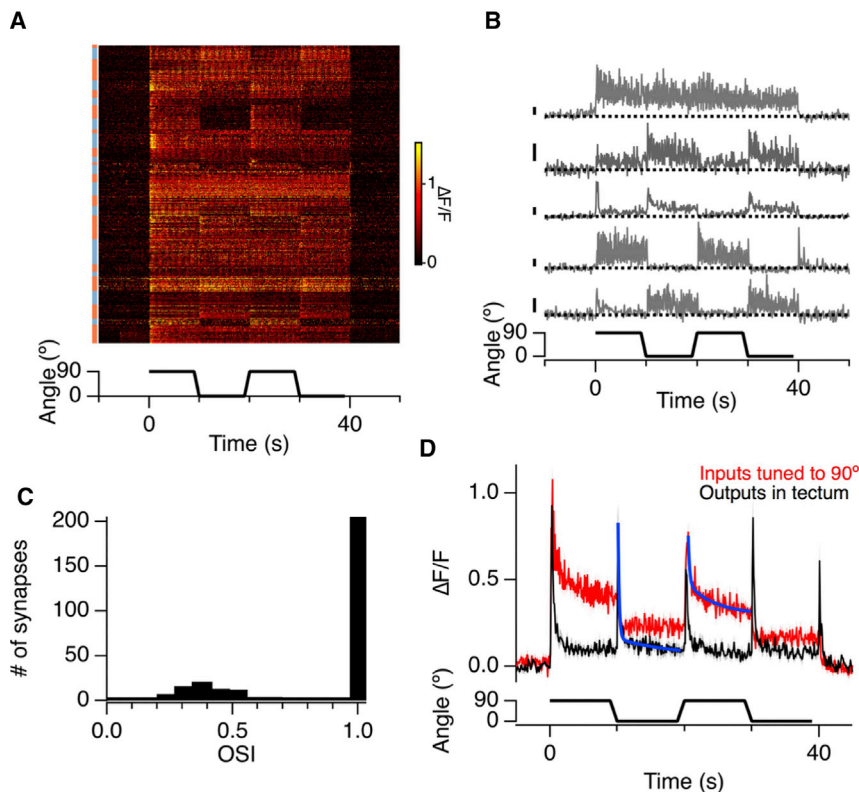 A
1
0
ΔF/F
90
0
Angle (º)
0
40
Time (s)
B
90
0
Angle (º)
0
40
Time (s)
C
200
150
100
50
0
# of synapses
0.0
0.5
1.0
OSI
D
Inputs tuned to 90º
Outputs in tectum
1.0
0.5
0.0
ΔF/F
90
0
Angle (º)
0
40
Time (s)